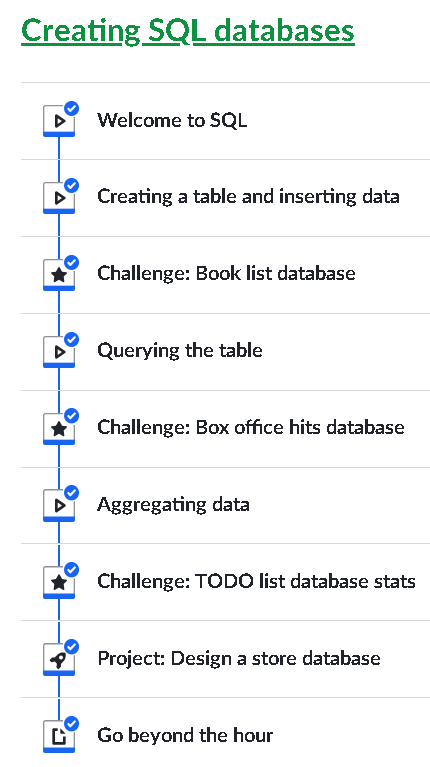 Creating SQL databases
Welcome to SQL
Creating a table and inserting data
Challenge: Book list database
Querying the table
Challenge: Box office hits database
Aggregating data
Challenge: TODO list database stats
Project: Design a store database
Go beyond the hour